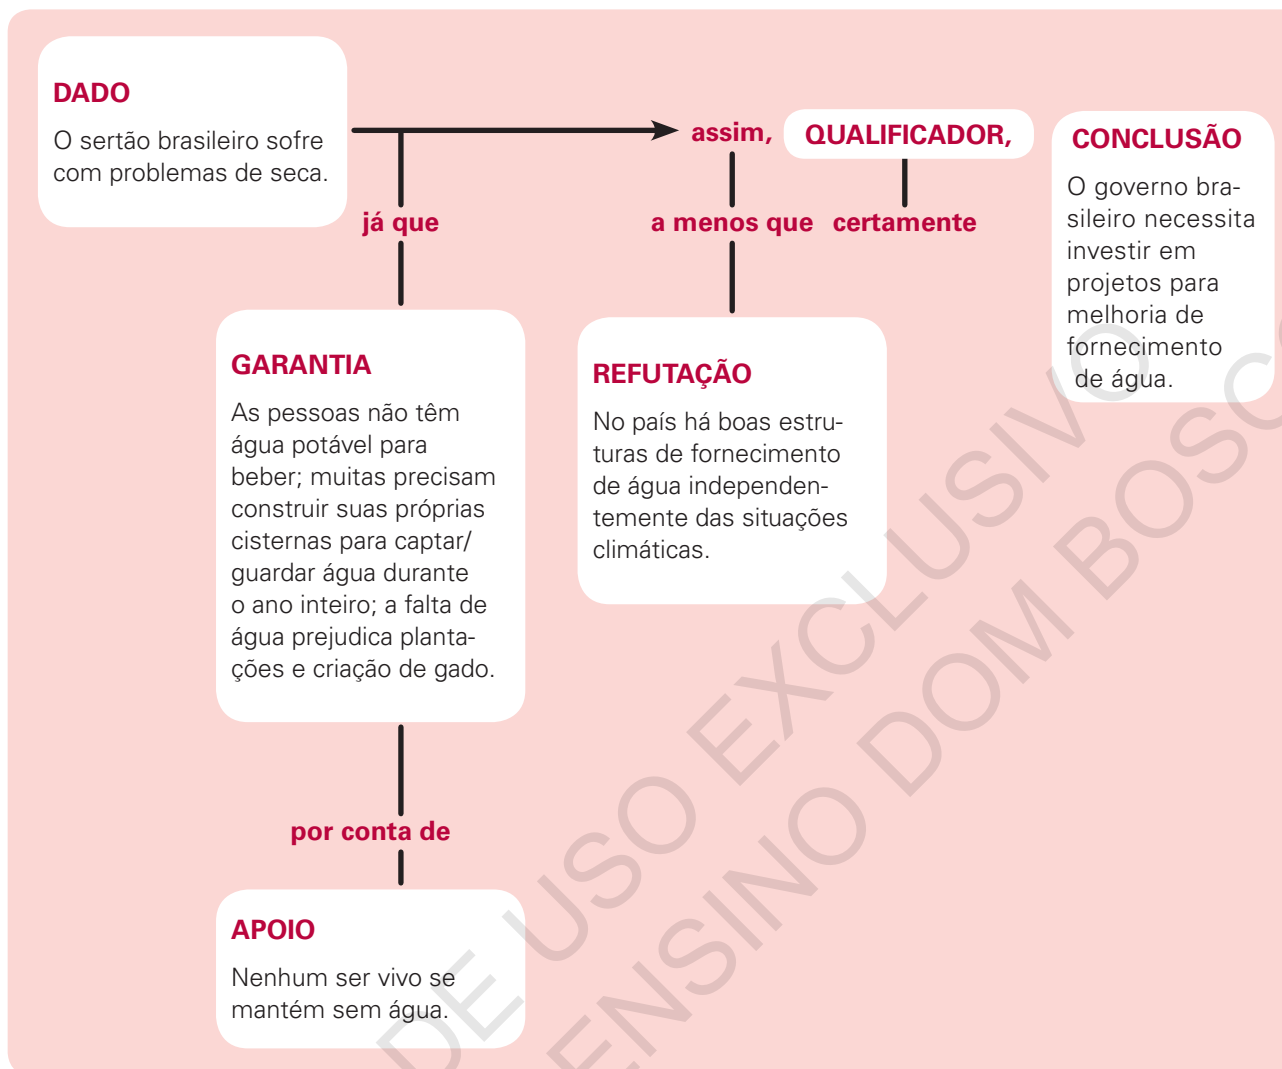 DADO
O sertão brasileiro sofre
com problemas de seca.
assim,
QUALIFICADOR,
CONCLUSÃO
O governo bra-
sileiro necessita
investir em
projetos para
melhoria de
fornecimento
de água.
já que
a menos que
certamente
GARANTIA
As pessoas não têm
água potável para
beber; muitas precisam
construir suas próprias
cisternas para captar/
guardar água durante
o ano inteiro; a falta de
água prejudica planta-
ções e criação de gado.
REFUTAÇÃO
No país há boas estru-
turas de fornecimento
de água independen-
temente das situações
climáticas.
por conta de
APOIO
Nenhum ser vivo se
mantém sem água.
DE USO EXCLUSIVO
ENSINO DOM BOSCO